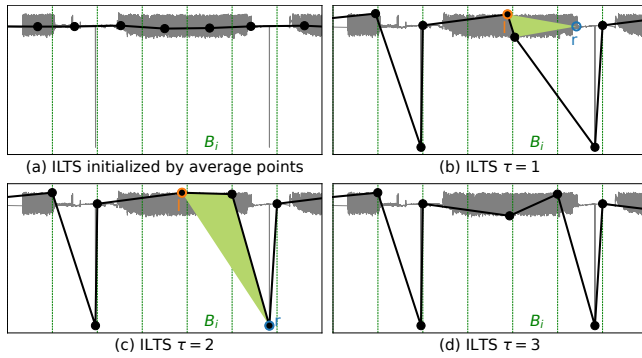 B_i
(a) ILTS initialized by average points
l
r
B_i
(b) ILTS τ = 1
l
r
B_i
(c) ILTS τ = 2
B_i
(d) ILTS τ = 3